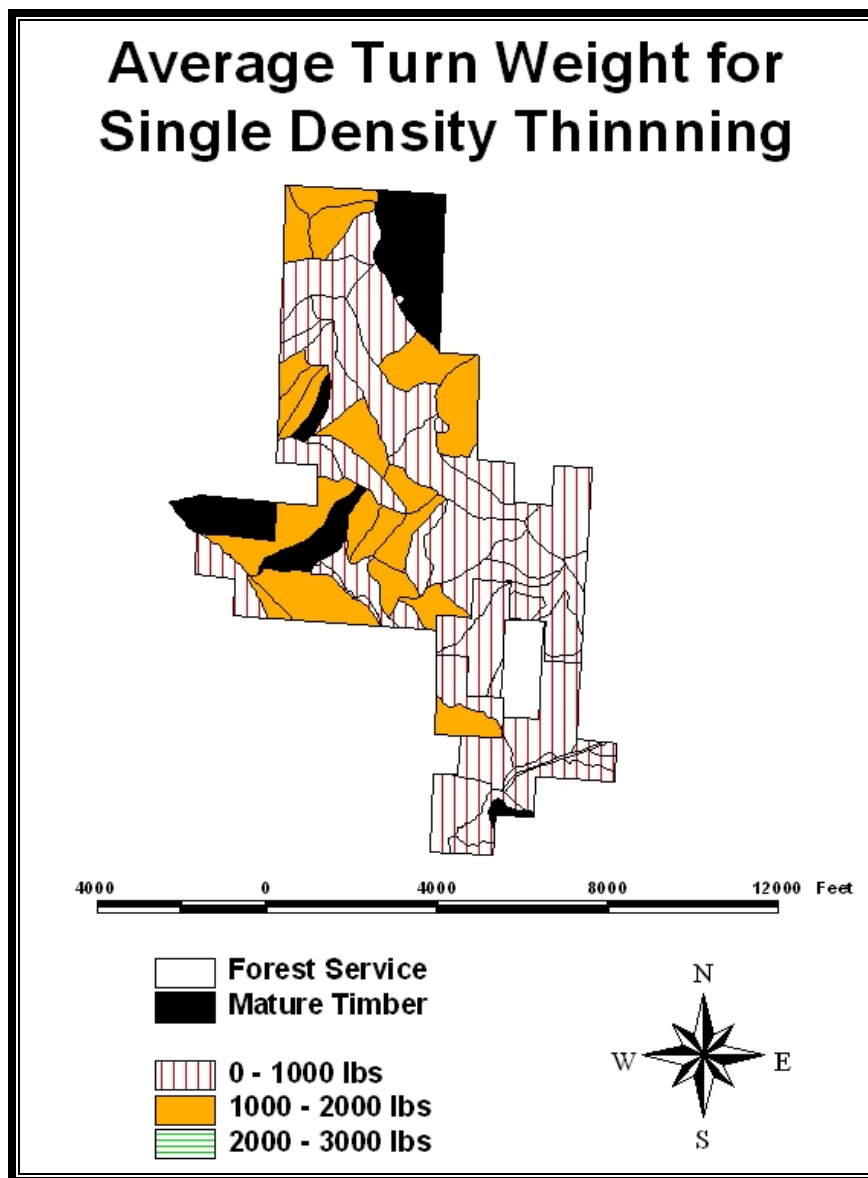 Average Turn Weight for
Single Density Thinnning
4000 0 4000 8000 12000 Feet
Forest Service
Mature Timber
0 - 1000 lbs
1000 - 2000 lbs
2000 - 3000 lbs
N
W E
S